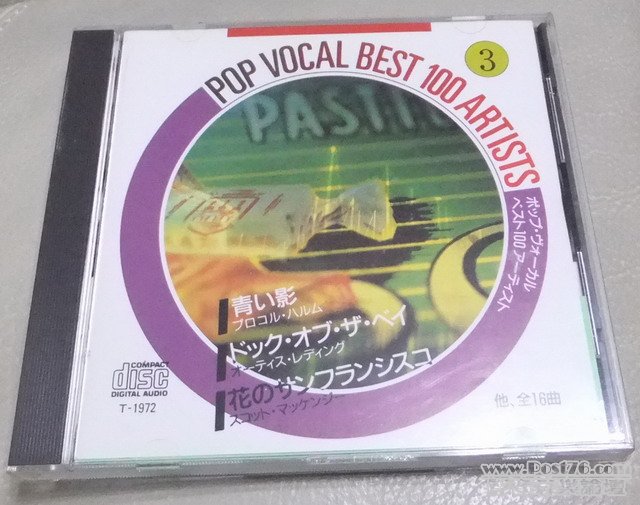 POP VOCAL BEST 100 ARTISTS
3
PASTI
ポップ・ヴォーカル
ベスト100アーティスト
青い影
プロコル・ハルム
ドック・オブ・ザ・ベイ
オーティス・レディング
花のサンフランシスコ
スコット・マッケンジー
COMPACT
disc
DIGITAL AUDIO
T-1972
他、全16曲
www.Post76.com